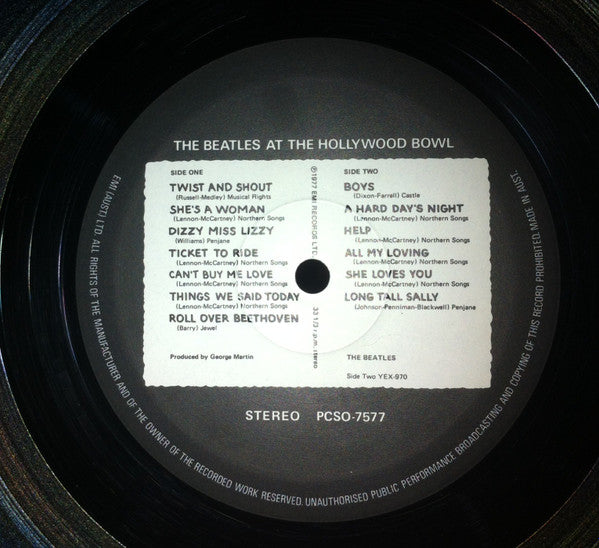 THE BEATLES AT THE HOLLYWOOD BOWL
SIDE ONE
TWIST AND SHOUT
(Russell-Medley) Musical Rights
SHE'S A WOMAN
(Lennon-McCartney) Northern Songs
DIZZY MISS LIZZY
(Williams) Penjane
TICKET TO RIDE
(Lennon-McCartney) Northern Songs
CAN'T BUY ME LOVE
(Lennon-McCartney) Northern Songs
THINGS WE SAID TODAY
(Lennon-McCartney) Northern Songs
ROLL OVER BEETHOVEN
(Barry) Jewel
Produced by George Martin
℗1977 EMI RECORDS LTD.
33 1/3 r.p.m. stereo
SIDE TWO
BOYS
(Dixon-Farrell) Castle
A HARD DAY'S NIGHT
(Lennon-McCartney) Northern Songs
HELP
(Lennon-McCartney) Northern Songs
ALL MY LOVING
(Lennon-McCartney) Northern Songs
SHE LOVES YOU
(Lennon-McCartney) Northern Songs
LONG TALL SALLY
(Johnson-Penniman-Blackwell) Penjane
THE BEATLES
Side Two YEX-970
STEREO PCSO-7577
EMI (AUST.) LTD. ALL RIGHTS OF THE MANUFACTURER AND OF THE OWNER OF THE RECORDED WORK RESERVED. UNAUTHORISED PUBLIC PERFORMANCE BROADCASTING AND COPYING OF THIS RECORD PROHIBITED. MADE IN AUST.